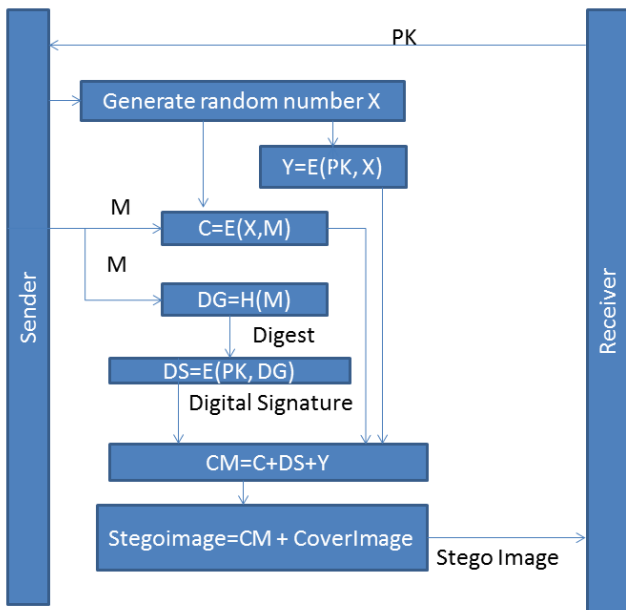 PK
Generate random number X
Y=E(PK, X)
M
C=E(X,M)
M
DG=H(M)
Digest
DS=E(PK, DG)
Digital Signature
CM=C+DS+Y
Stegoimage=CM + CoverImage
Stego Image
Sender
Receiver